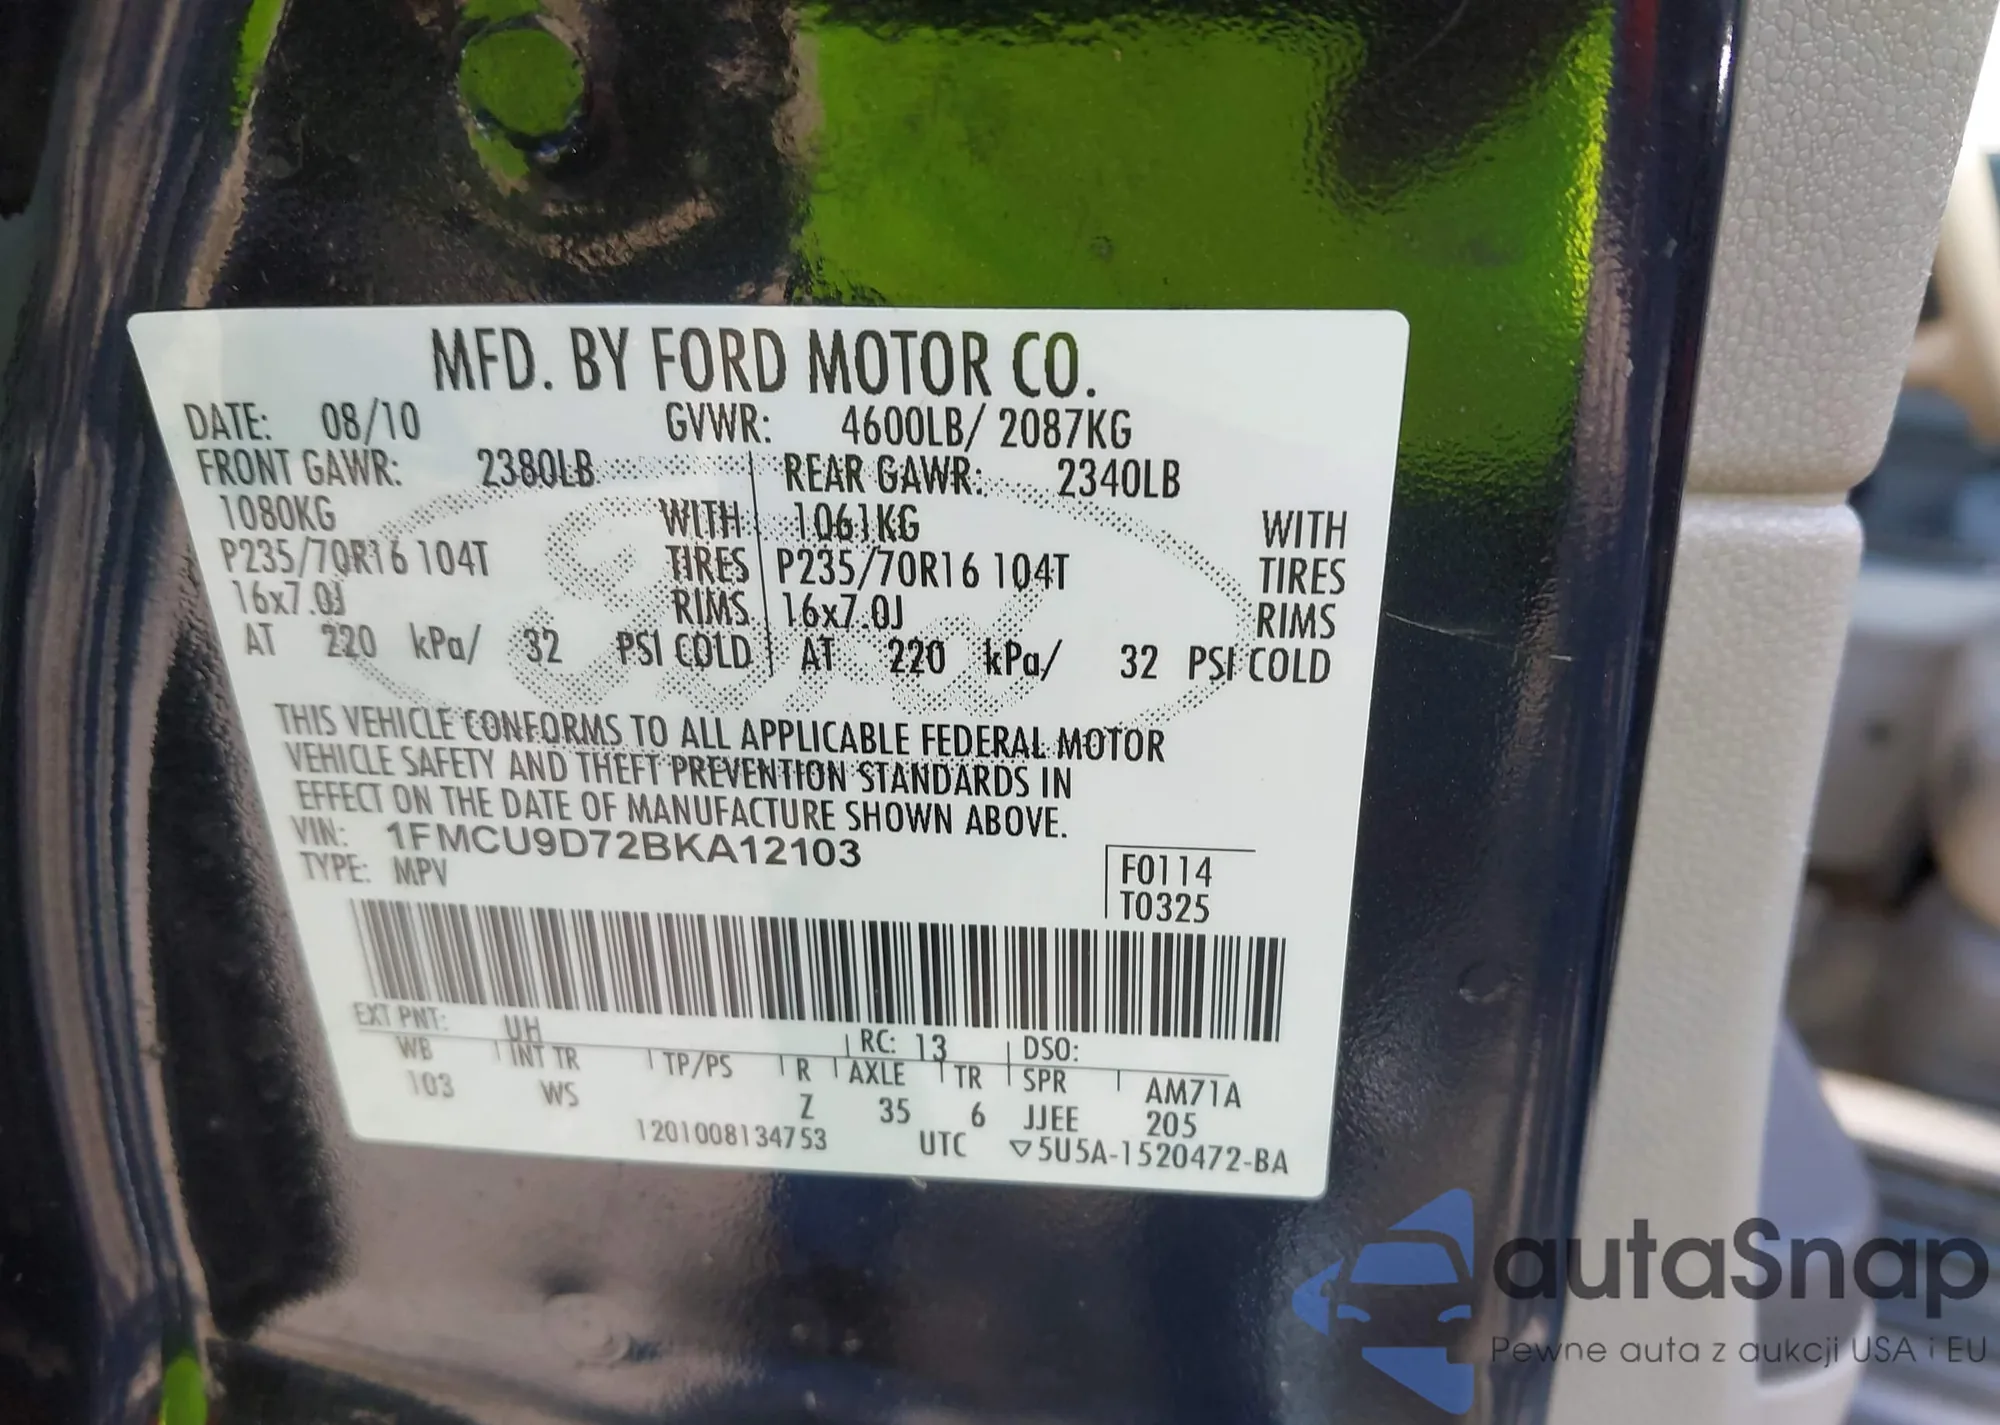 MFD. BY FORD MOTOR CO.
DATE: 08/10 GVWR: 4600LB/ 2087KG
FRONT GAWR: 2380LB REAR GAWR: 2340LB
1080KG WITH 1061KG WITH
P235/70R16 104T TIRES P235/70R16 104T TIRES
16x7.0J RIMS 16x7.0J RIMS
AT 220 kPa/ 32 PSI COLD AT 220 kPa/ 32 PSI COLD
THIS VEHICLE CONFORMS TO ALL APPLICABLE FEDERAL MOTOR
VEHICLE SAFETY AND THEFT PREVENTION STANDARDS IN
EFFECT ON THE DATE OF MANUFACTURE SHOWN ABOVE.
VIN: 1FMCU9D72BKA12103
TYPE: MPV
F0114
T0325
EXT PNT: UH RC: 13 DSO:
WB INT TR TP/PS R AXLE TR SPR AM71A
103 WS Z 35 6 JJEE 205
1201008134753 UTC ▽5U5A-1520472-BA
autaSnap
Pewne auta z aukcji USA i EU